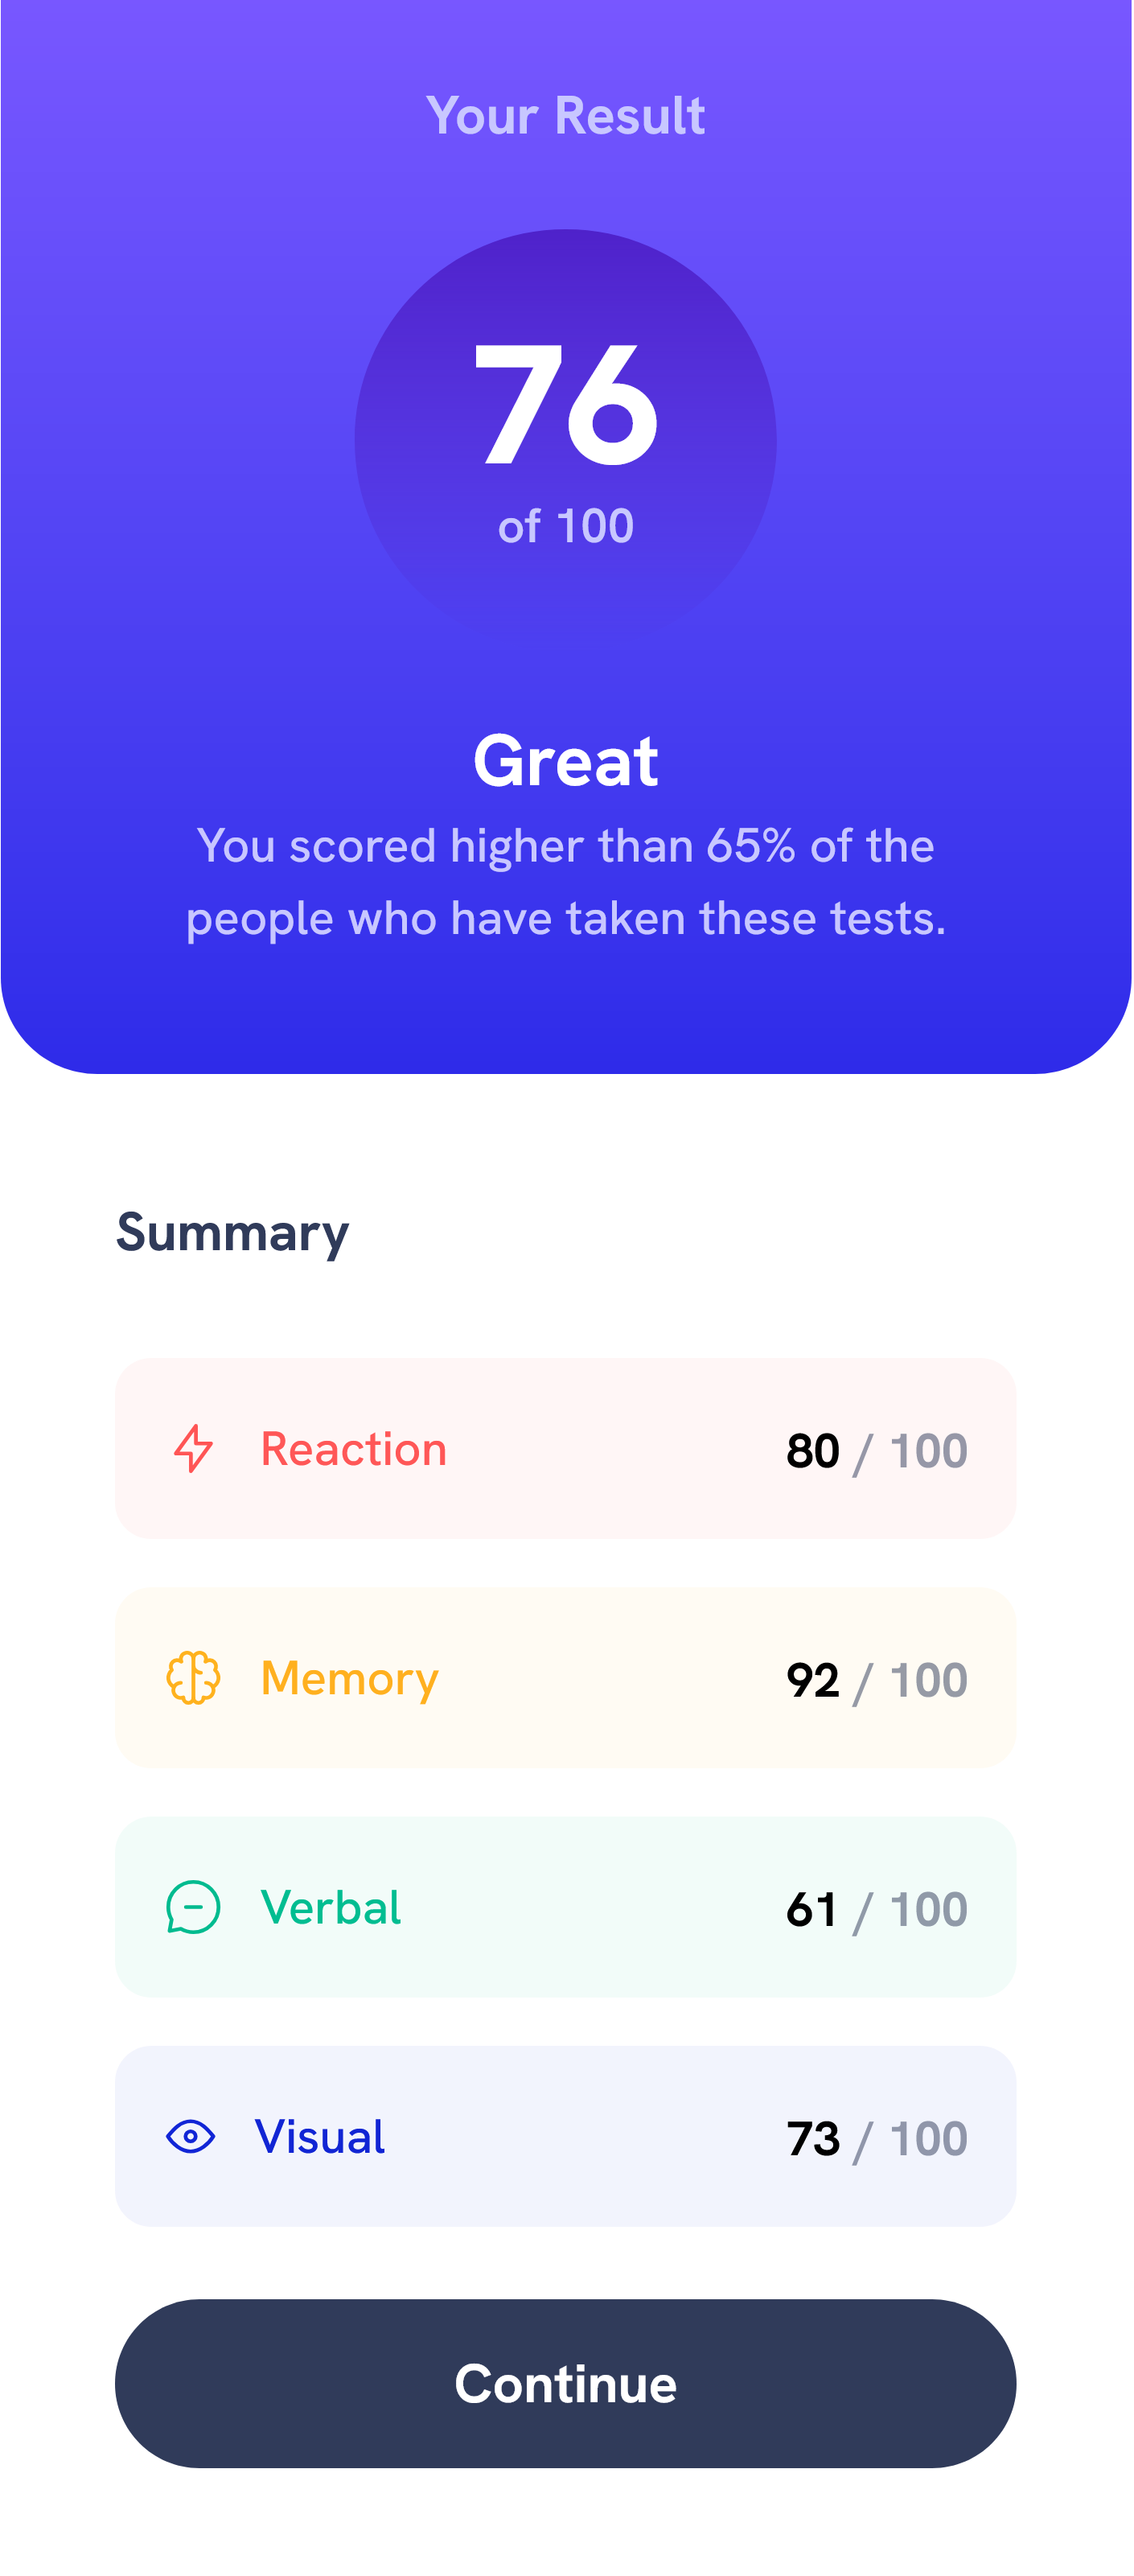 Your Result
76
of 100
Great
You scored higher than 65% of the
people who have taken these tests.
Summary
Reaction 80 / 100
Memory 92 / 100
Verbal 61 / 100
Visual 73 / 100
Continue